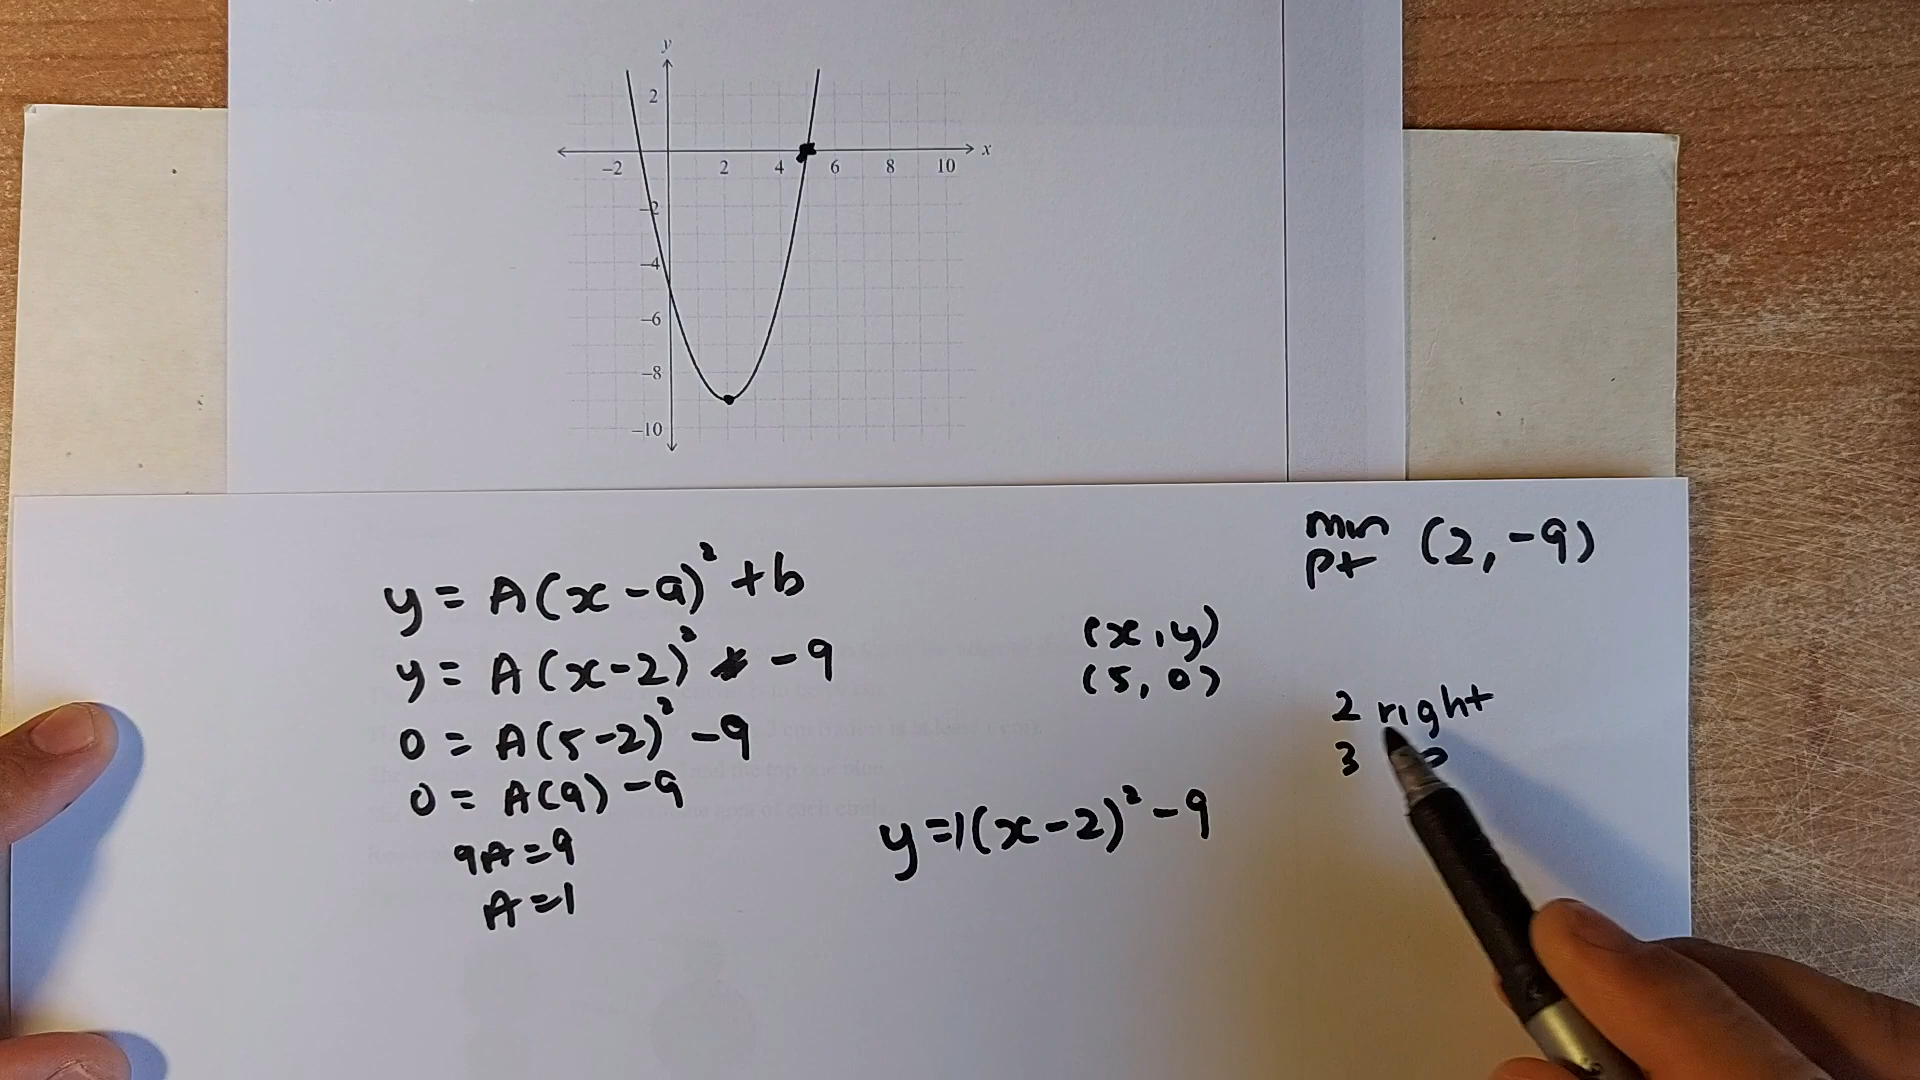 y
2
x
-2 2 4 6 8 10
-2
-4
-6
-8
-10
min pt (2, -9)
y = A(x - a)² + b
(x, y)
y = A(x-2)² -9
(5, 0)
0 = A(5-2)² -9
2 right
3
0 = A(9) -9
y = 1(x-2)² -9
9A = 9
A = 1